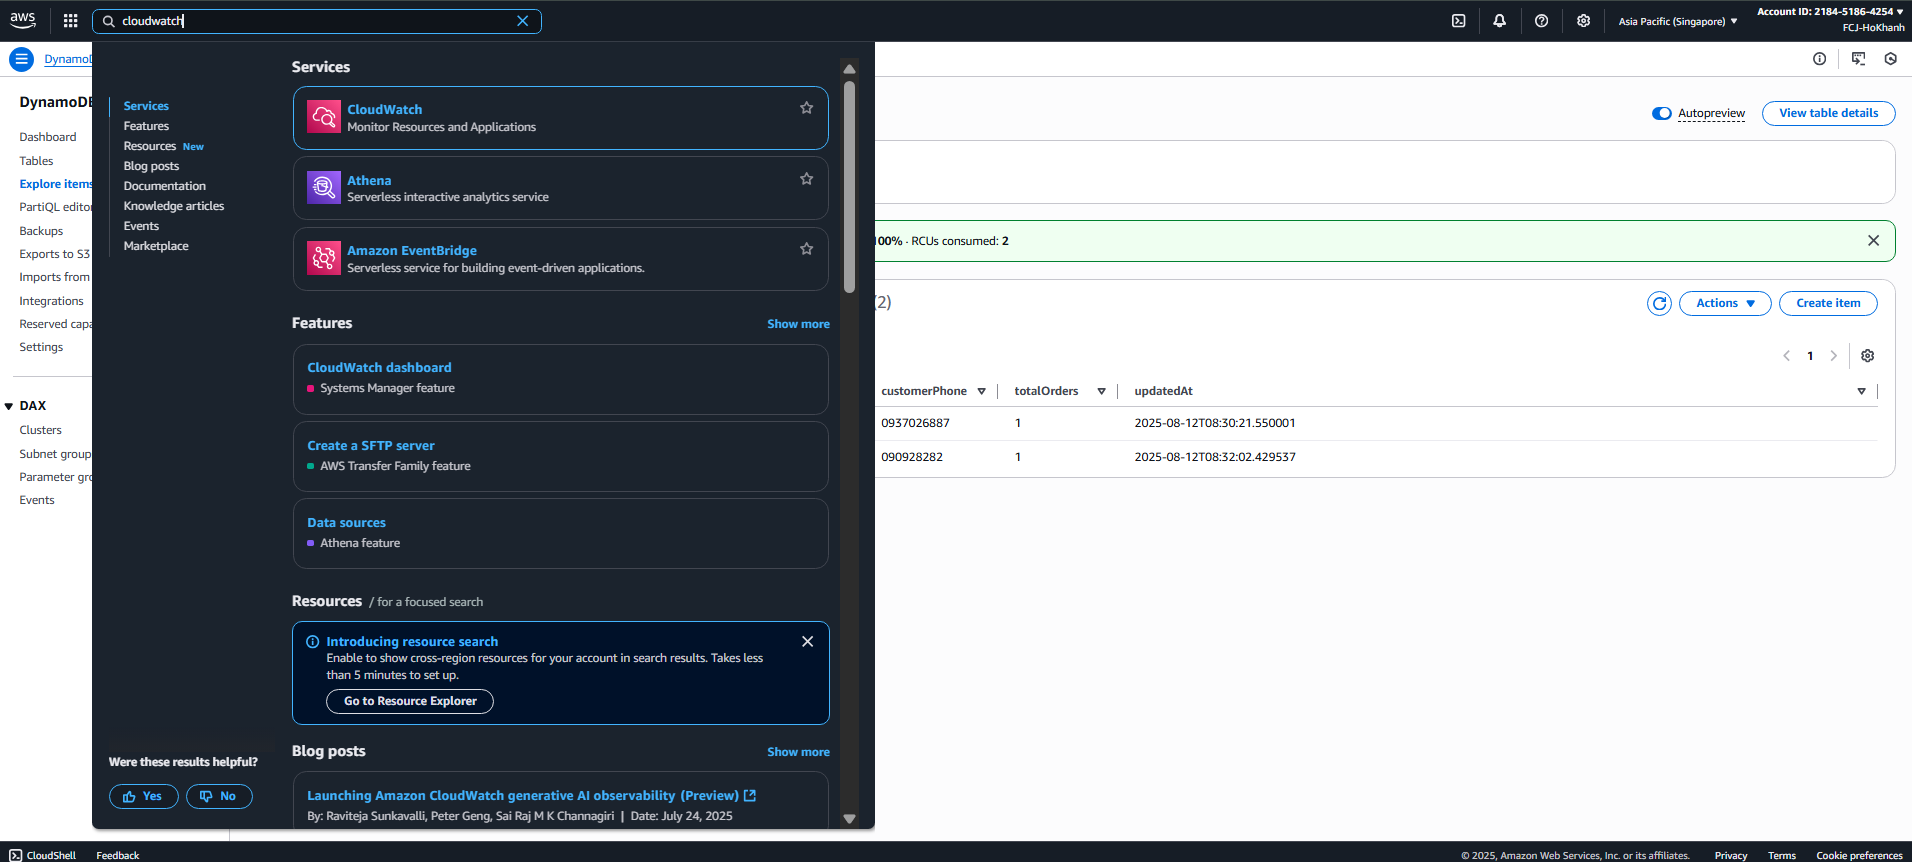 aws
cloudwatch
Asia Pacific (Singapore)
Account ID: 2184-5186-4254
FCJ-HoKhanh
DynamoD
DynamoDB
Dashboard
Tables
Explore items
PartiQL editor
Backups
Exports to S3
Imports from
Integrations
Reserved capa
Settings
DAX
Clusters
Subnet group
Parameter gro
Events
Services
Features
Resources New
Blog posts
Documentation
Knowledge articles
Events
Marketplace
Were these results helpful?
Yes
No
Services
CloudWatch
Monitor Resources and Applications
Athena
Serverless interactive analytics service
Amazon EventBridge
Serverless service for building event-driven applications.
Features
Show more
CloudWatch dashboard
Systems Manager feature
Create a SFTP server
AWS Transfer Family feature
Data sources
Athena feature
Resources / for a focused search
Introducing resource search
Enable to show cross-region resources for your account in search results. Takes less
than 5 minutes to set up.
Go to Resource Explorer
Blog posts
Show more
Launching Amazon CloudWatch generative AI observability (Preview)
By: Raviteja Sunkavalli, Peter Geng, Sai Raj M K Channagiri | Date: July 24, 2025
Autopreview
View table details
100% · RCUs consumed: 2
(2)
Actions
Create item
1
customerPhone totalOrders updatedAt
0937026887 1 2025-08-12T08:30:21.550001
090928282 1 2025-08-12T08:32:02.429537
CloudShell
Feedback
© 2025, Amazon Web Services, Inc. or its affiliates.
Privacy
Terms
Cookie preferences